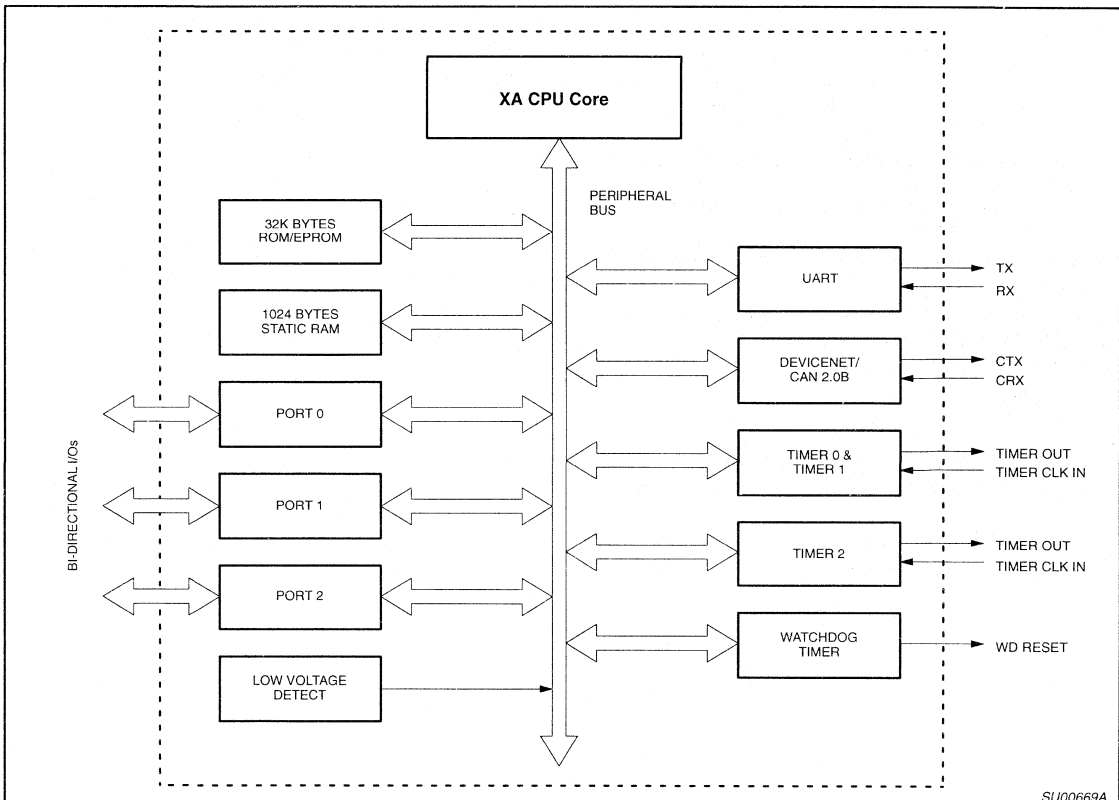 XA CPU Core
PERIPHERAL
BUS
32K BYTES
ROM/EPROM
1024 BYTES
STATIC RAM
PORT 0
PORT 1
PORT 2
LOW VOLTAGE
DETECT
BI-DIRECTIONAL I/Os
UART
TX
RX
DEVICENET/
CAN 2.0B
CTX
CRX
TIMER 0 &
TIMER 1
TIMER OUT
TIMER CLK IN
TIMER 2
TIMER OUT
TIMER CLK IN
WATCHDOG
TIMER
WD RESET
SU00669A